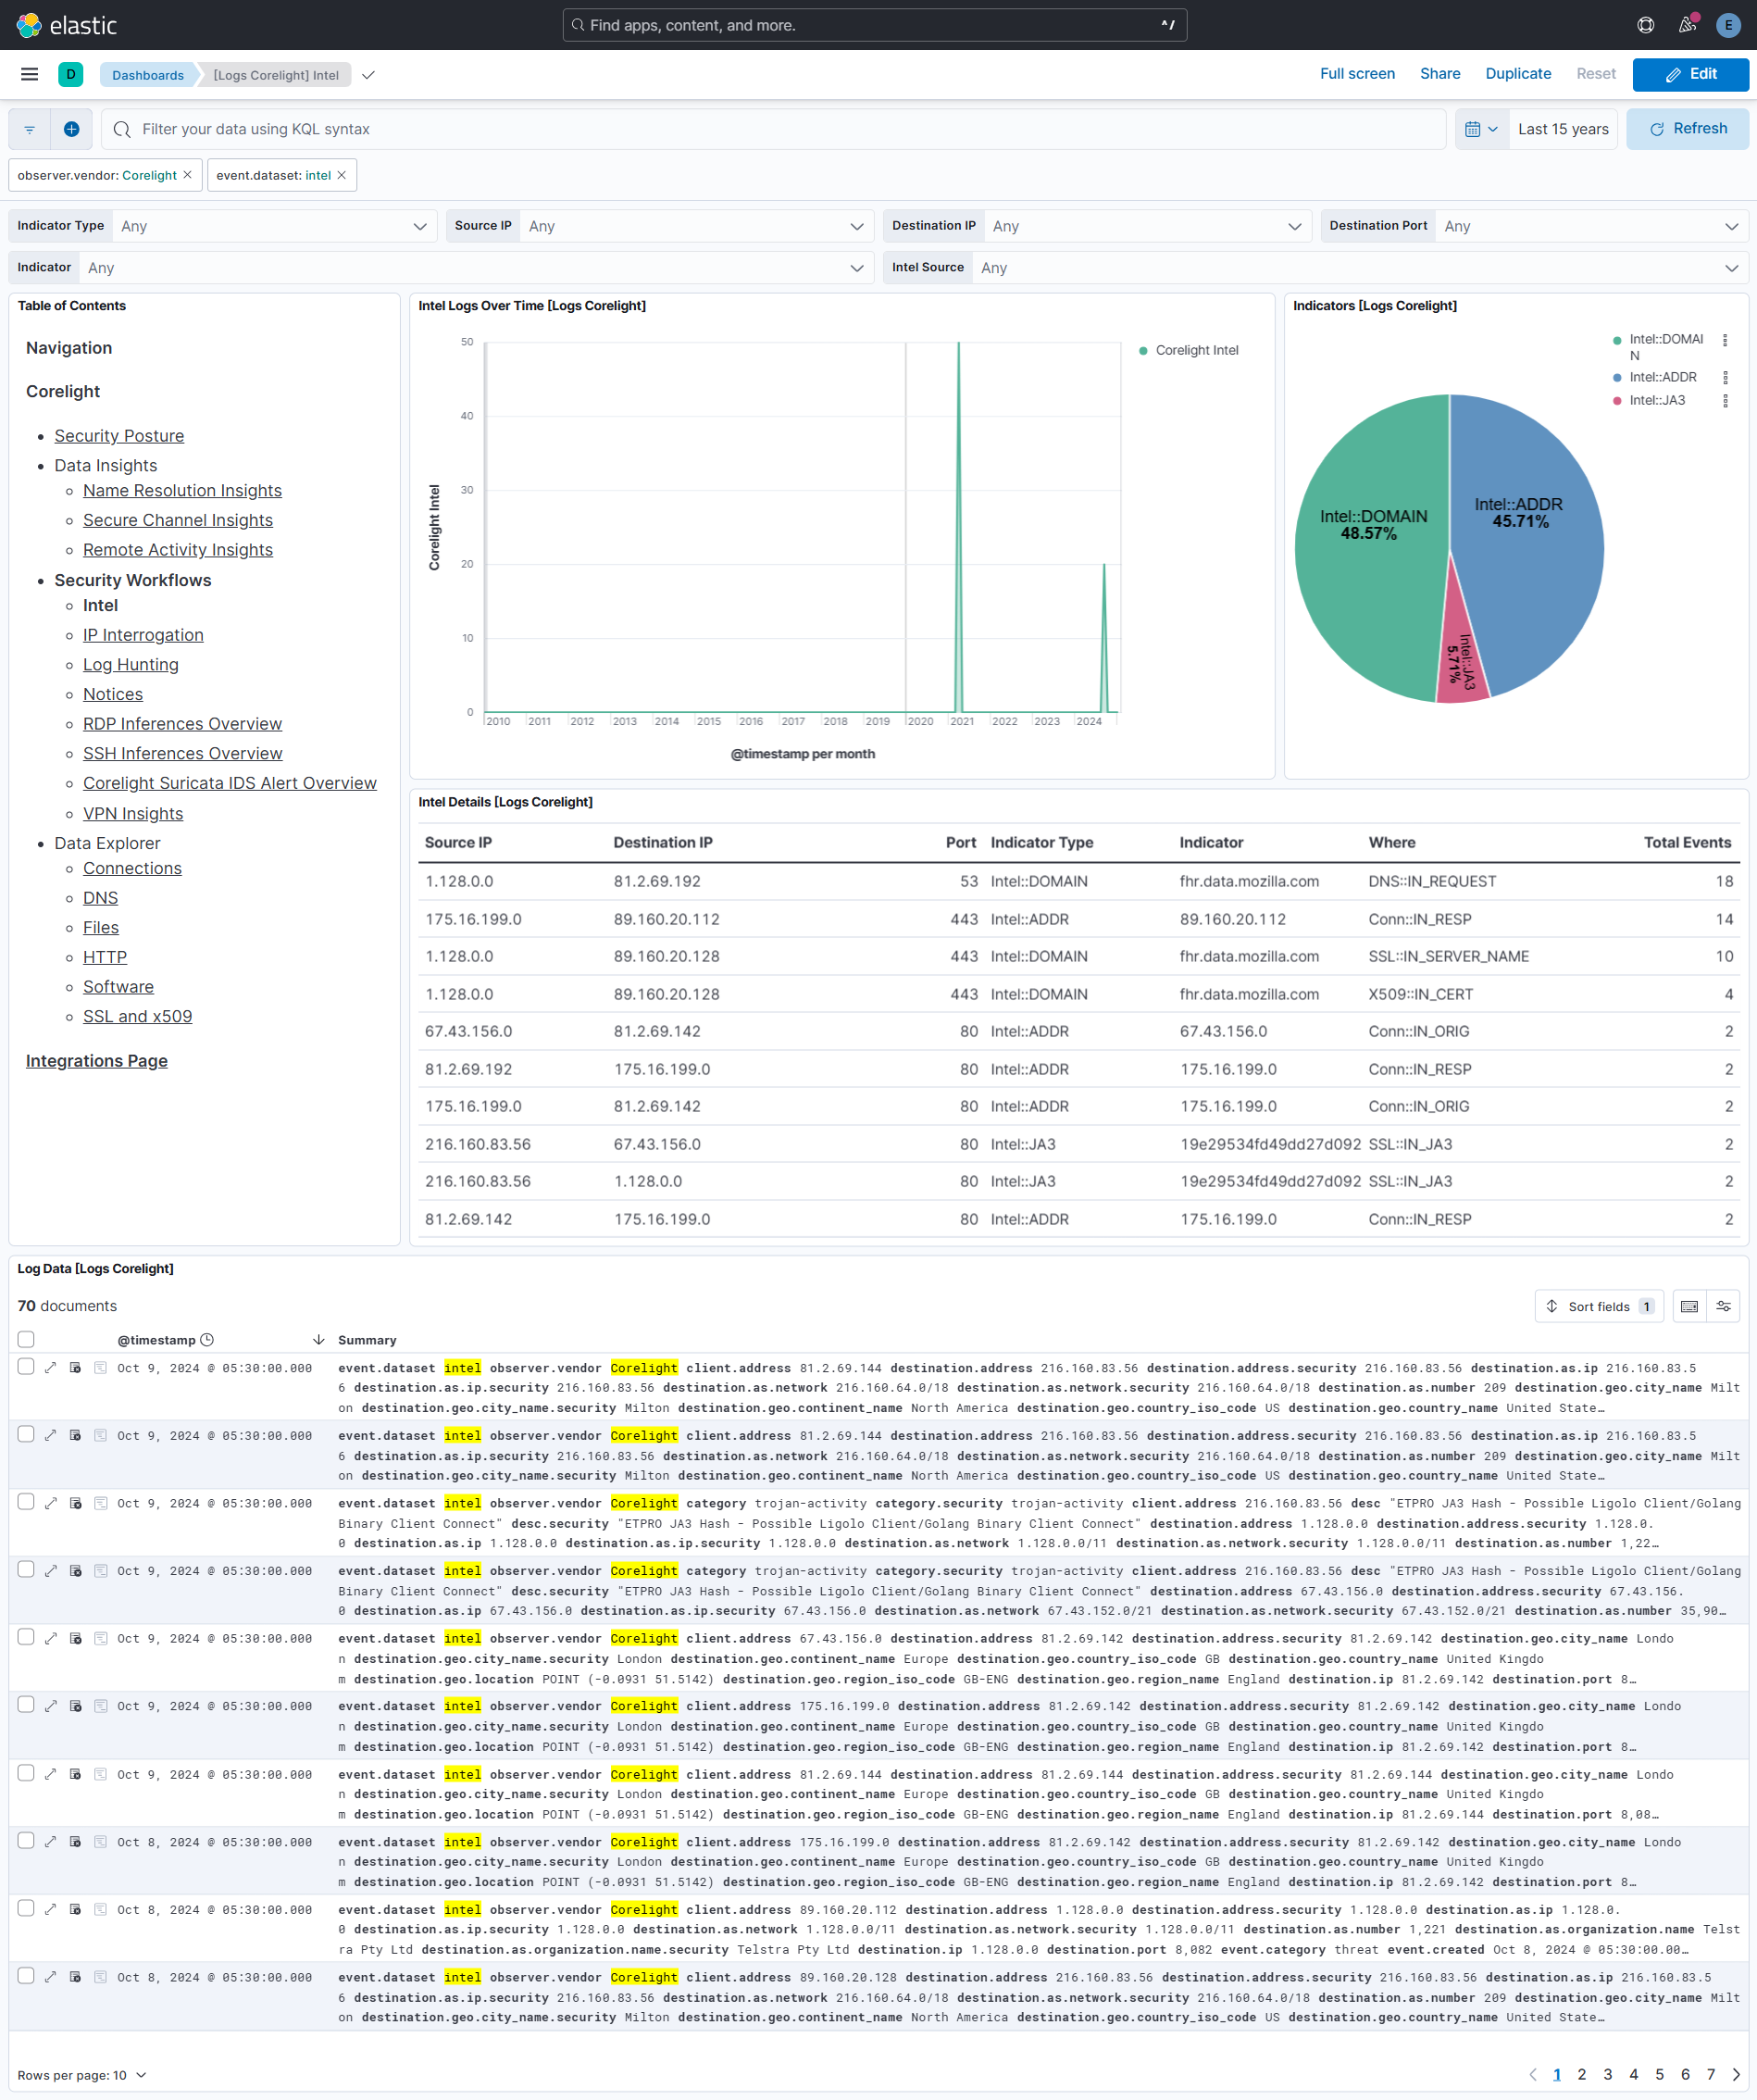 elastic
Find apps, content, and more.
^/
E
D
Dashboards
[Logs Corelight] Intel
Full screen
Share
Duplicate
Reset
Edit
Filter your data using KQL syntax
Last 15 years
Refresh
observer.vendor: Corelight ×
event.dataset: intel ×
Indicator Type Any
Source IP Any
Destination IP Any
Destination Port Any
Indicator Any
Intel Source Any
Table of Contents
Navigation
Corelight
Security Posture
Data Insights
Name Resolution Insights
Secure Channel Insights
Remote Activity Insights
Security Workflows
Intel
IP Interrogation
Log Hunting
Notices
RDP Inferences Overview
SSH Inferences Overview
Corelight Suricata IDS Alert Overview
VPN Insights
Data Explorer
Connections
DNS
Files
HTTP
Software
SSL and x509
Integrations Page
Intel Logs Over Time [Logs Corelight]
Corelight Intel
50
40
30
20
10
0
Corelight Intel
2010 2011 2012 2013 2014 2015 2016 2017 2018 2019 2020 2021 2022 2023 2024
@timestamp per month
Indicators [Logs Corelight]
Intel::DOMAI
N
Intel::ADDR
Intel::JA3
Intel::DOMAIN
48.57%
Intel::ADDR
45.71%
Intel::JA3
5.71%
Intel Details [Logs Corelight]
Source IP Destination IP Port Indicator Type Indicator Where Total Events
1.128.0.0 81.2.69.192 53 Intel::DOMAIN fhr.data.mozilla.com DNS::IN_REQUEST 18
175.16.199.0 89.160.20.112 443 Intel::ADDR 89.160.20.112 Conn::IN_RESP 14
1.128.0.0 89.160.20.128 443 Intel::DOMAIN fhr.data.mozilla.com SSL::IN_SERVER_NAME 10
1.128.0.0 89.160.20.128 443 Intel::DOMAIN fhr.data.mozilla.com X509::IN_CERT 4
67.43.156.0 81.2.69.142 80 Intel::ADDR 67.43.156.0 Conn::IN_ORIG 2
81.2.69.192 175.16.199.0 80 Intel::ADDR 175.16.199.0 Conn::IN_RESP 2
175.16.199.0 81.2.69.142 80 Intel::ADDR 175.16.199.0 Conn::IN_ORIG 2
216.160.83.56 67.43.156.0 80 Intel::JA3 19e29534fd49dd27d092 SSL::IN_JA3 2
216.160.83.56 1.128.0.0 80 Intel::JA3 19e29534fd49dd27d092 SSL::IN_JA3 2
81.2.69.142 175.16.199.0 80 Intel::ADDR 175.16.199.0 Conn::IN_RESP 2
Log Data [Logs Corelight]
70 documents
Sort fields 1
@timestamp Summary
Oct 9, 2024 @ 05:30:00.000 event.dataset intel observer.vendor Corelight client.address 81.2.69.144 destination.address 216.160.83.56 destination.address.security 216.160.83.56 destination.as.ip 216.160.83.5
6 destination.as.ip.security 216.160.83.56 destination.as.network 216.160.64.0/18 destination.as.network.security 216.160.64.0/18 destination.as.number 209 destination.geo.city_name Milt
on destination.geo.city_name.security Milton destination.geo.continent_name North America destination.geo.country_iso_code US destination.geo.country_name United State…
Oct 9, 2024 @ 05:30:00.000 event.dataset intel observer.vendor Corelight client.address 81.2.69.144 destination.address 216.160.83.56 destination.address.security 216.160.83.56 destination.as.ip 216.160.83.5
6 destination.as.ip.security 216.160.83.56 destination.as.network 216.160.64.0/18 destination.as.network.security 216.160.64.0/18 destination.as.number 209 destination.geo.city_name Milt
on destination.geo.city_name.security Milton destination.geo.continent_name North America destination.geo.country_iso_code US destination.geo.country_name United State…
Oct 9, 2024 @ 05:30:00.000 event.dataset intel observer.vendor Corelight category trojan-activity category.security trojan-activity client.address 216.160.83.56 desc "ETPRO JA3 Hash - Possible Ligolo Client/Golang
Binary Client Connect" desc.security "ETPRO JA3 Hash - Possible Ligolo Client/Golang Binary Client Connect" destination.address 1.128.0.0 destination.address.security 1.128.0.
0 destination.as.ip 1.128.0.0 destination.as.ip.security 1.128.0.0 destination.as.network 1.128.0.0/11 destination.as.network.security 1.128.0.0/11 destination.as.number 1,22…
Oct 9, 2024 @ 05:30:00.000 event.dataset intel observer.vendor Corelight category trojan-activity category.security trojan-activity client.address 216.160.83.56 desc "ETPRO JA3 Hash - Possible Ligolo Client/Golang
Binary Client Connect" desc.security "ETPRO JA3 Hash - Possible Ligolo Client/Golang Binary Client Connect" destination.address 67.43.156.0 destination.address.security 67.43.156.
0 destination.as.ip 67.43.156.0 destination.as.ip.security 67.43.156.0 destination.as.network 67.43.152.0/21 destination.as.network.security 67.43.152.0/21 destination.as.number 35,90…
Oct 9, 2024 @ 05:30:00.000 event.dataset intel observer.vendor Corelight client.address 67.43.156.0 destination.address 81.2.69.142 destination.address.security 81.2.69.142 destination.geo.city_name Londo
n destination.geo.city_name.security London destination.geo.continent_name Europe destination.geo.country_iso_code GB destination.geo.country_name United Kingdo
m destination.geo.location POINT (-0.0931 51.5142) destination.geo.region_iso_code GB-ENG destination.geo.region_name England destination.ip 81.2.69.142 destination.port 8…
Oct 9, 2024 @ 05:30:00.000 event.dataset intel observer.vendor Corelight client.address 175.16.199.0 destination.address 81.2.69.142 destination.address.security 81.2.69.142 destination.geo.city_name Londo
n destination.geo.city_name.security London destination.geo.continent_name Europe destination.geo.country_iso_code GB destination.geo.country_name United Kingdo
m destination.geo.location POINT (-0.0931 51.5142) destination.geo.region_iso_code GB-ENG destination.geo.region_name England destination.ip 81.2.69.142 destination.port 8…
Oct 9, 2024 @ 05:30:00.000 event.dataset intel observer.vendor Corelight client.address 81.2.69.144 destination.address 81.2.69.144 destination.address.security 81.2.69.144 destination.geo.city_name Londo
n destination.geo.city_name.security London destination.geo.continent_name Europe destination.geo.country_iso_code GB destination.geo.country_name United Kingdo
m destination.geo.location POINT (-0.0931 51.5142) destination.geo.region_iso_code GB-ENG destination.geo.region_name England destination.ip 81.2.69.144 destination.port 8,08…
Oct 8, 2024 @ 05:30:00.000 event.dataset intel observer.vendor Corelight client.address 175.16.199.0 destination.address 81.2.69.142 destination.address.security 81.2.69.142 destination.geo.city_name Londo
n destination.geo.city_name.security London destination.geo.continent_name Europe destination.geo.country_iso_code GB destination.geo.country_name United Kingdo
m destination.geo.location POINT (-0.0931 51.5142) destination.geo.region_iso_code GB-ENG destination.geo.region_name England destination.ip 81.2.69.142 destination.port 8…
Oct 8, 2024 @ 05:30:00.000 event.dataset intel observer.vendor Corelight client.address 89.160.20.112 destination.address 1.128.0.0 destination.address.security 1.128.0.0 destination.as.ip 1.128.0.
0 destination.as.ip.security 1.128.0.0 destination.as.network 1.128.0.0/11 destination.as.network.security 1.128.0.0/11 destination.as.number 1,221 destination.as.organization.name Telst
ra Pty Ltd destination.as.organization.name.security Telstra Pty Ltd destination.ip 1.128.0.0 destination.port 8,082 event.category threat event.created Oct 8, 2024 @ 05:30:00.00…
Oct 8, 2024 @ 05:30:00.000 event.dataset intel observer.vendor Corelight client.address 89.160.20.128 destination.address 216.160.83.56 destination.address.security 216.160.83.56 destination.as.ip 216.160.83.5
6 destination.as.ip.security 216.160.83.56 destination.as.network 216.160.64.0/18 destination.as.network.security 216.160.64.0/18 destination.as.number 209 destination.geo.city_name Milt
on destination.geo.city_name.security Milton destination.geo.continent_name North America destination.geo.country_iso_code US destination.geo.country_name United State…
Rows per page: 10
1 2 3 4 5 6 7